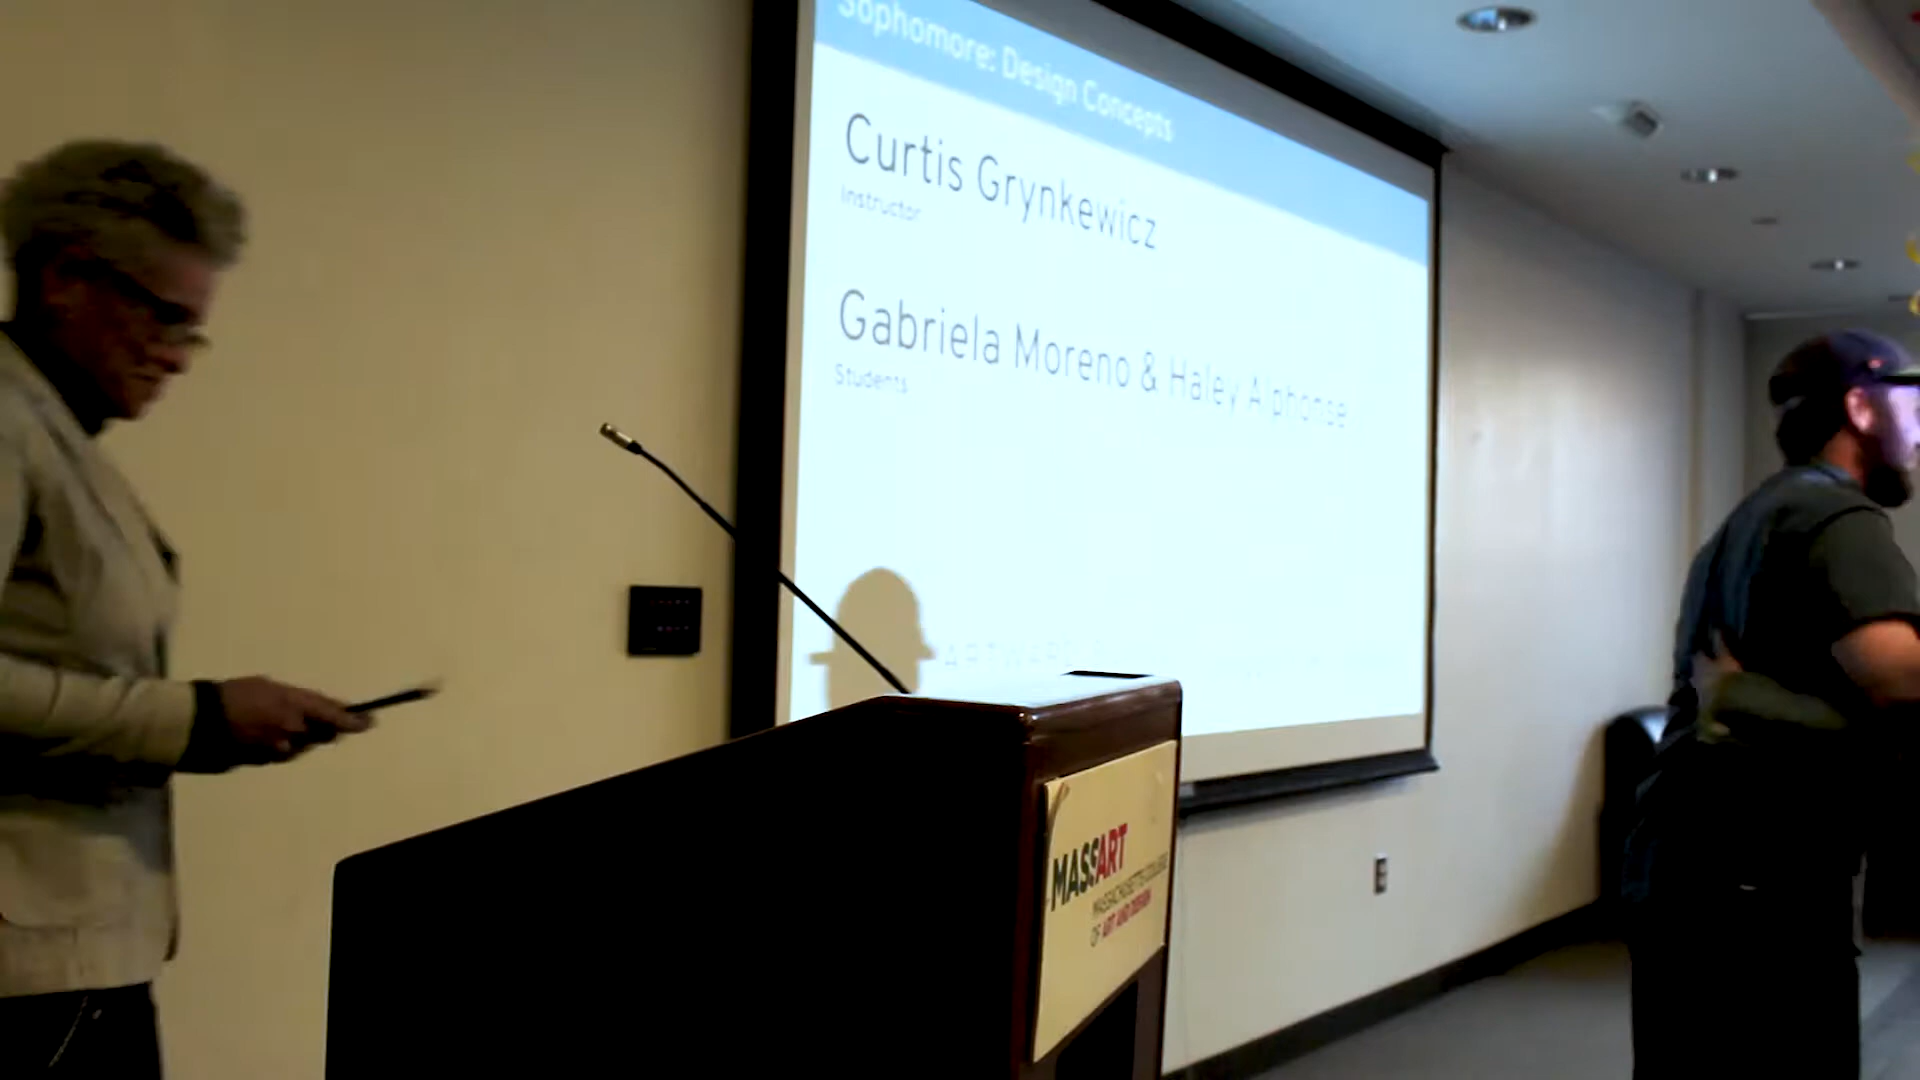 Sophomore: Design Concepts
Curtis Grynkewicz
Instructor
Gabriela Moreno & Haley Alphonse
Students
MASSART
MASSACHUSETTS COLLEGE
OF ART AND DESIGN